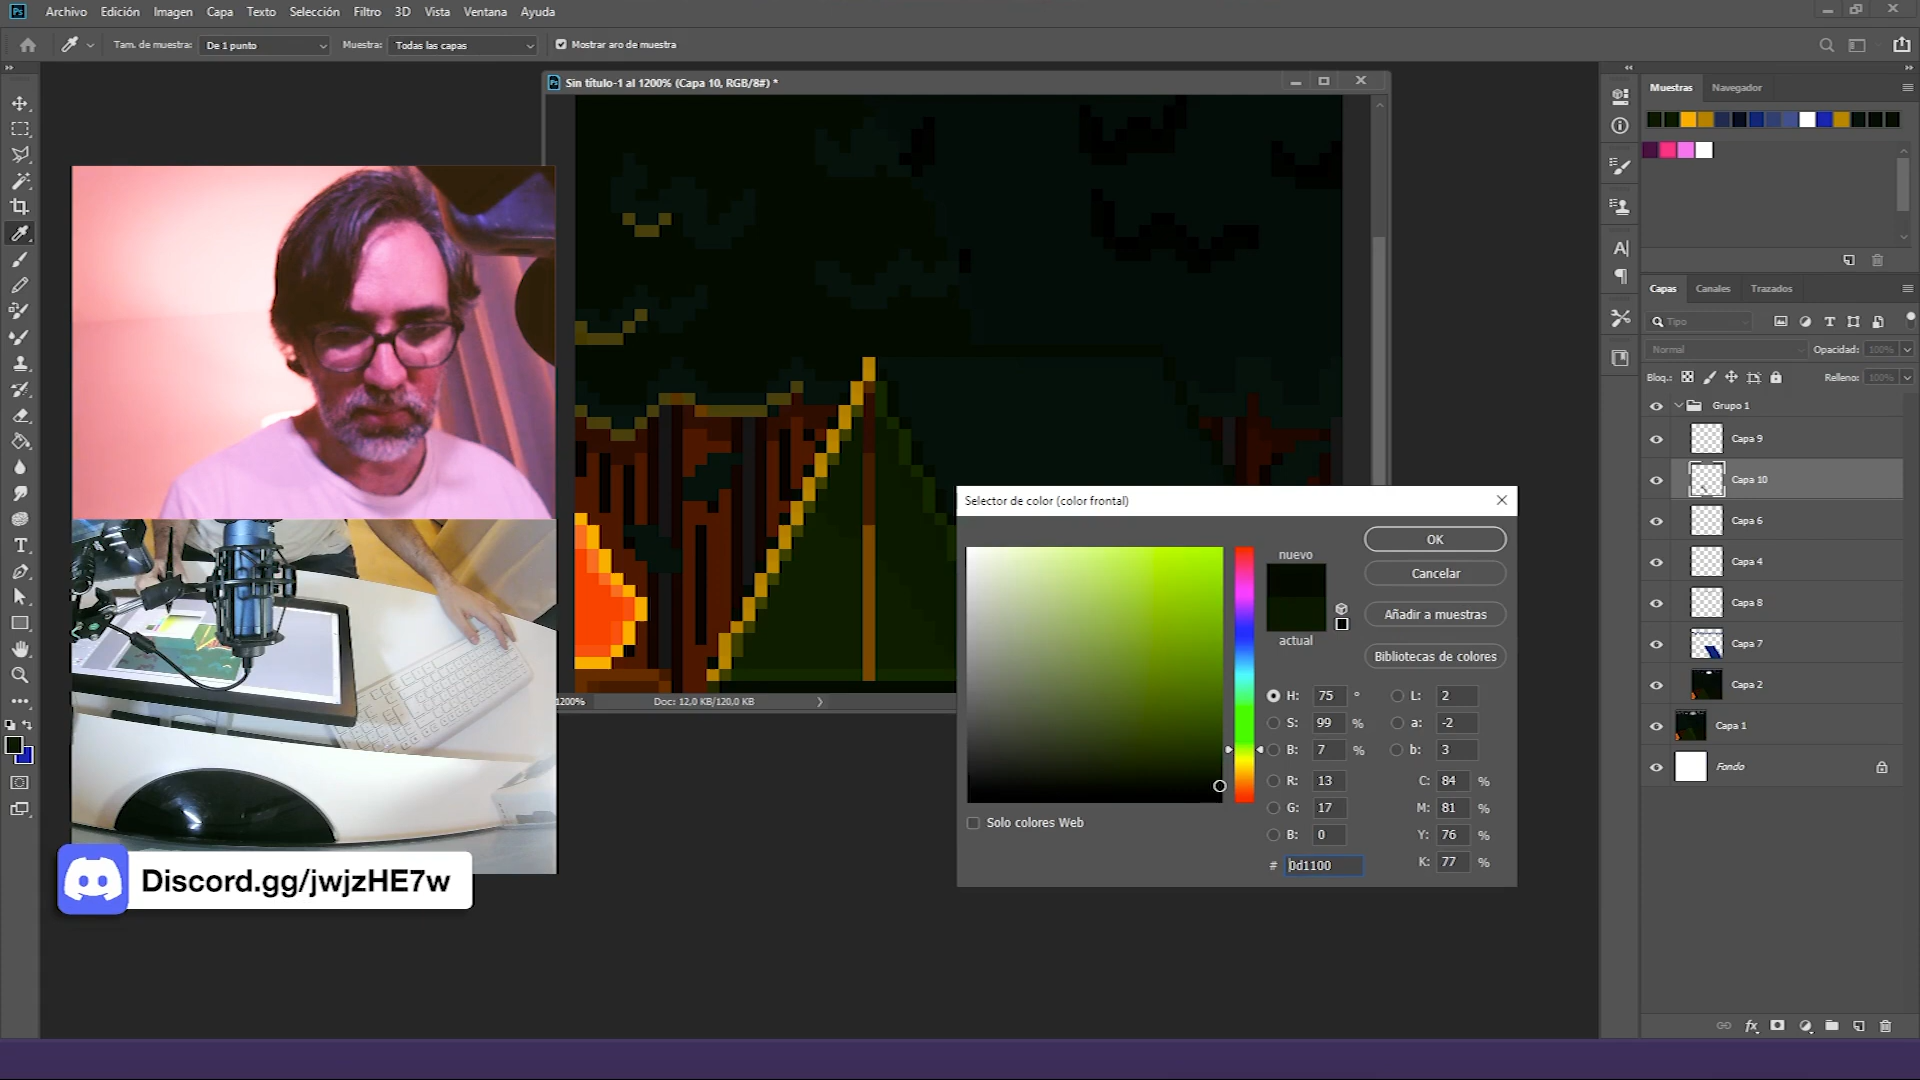 Ps Archivo Edición Imagen Capa Texto Selección Filtro 3D Vista Ventana Ayuda
Tam. de muestra: De 1 punto Muestra: Todas las capas Mostrar aro de muestra
Ps Sin título-1 al 1200% (Capa 10, RGB/8#) *
Muestras Navegador
Capas Canales Trazados
Tipo
Normal Opacidad: 100%
Bloq.: Relleno: 100%
Grupo 1
Capa 9
Capa 10
Capa 6
Capa 4
Capa 8
Capa 7
Capa 2
Capa 1
Fondo
Selector de color (color frontal)
nuevo
actual
OK
Cancelar
Añadir a muestras
Bibliotecas de colores
H: 75 ° L: 2
S: 99 % a: -2
B: 7 % b: 3
R: 13 C: 84 %
G: 17 M: 81 %
B: 0 Y: 76 %
# 0d1100 K: 77 %
Solo colores Web
1200% Doc: 12,0 KB/120,0 KB
Discord.gg/jwjzHE7w